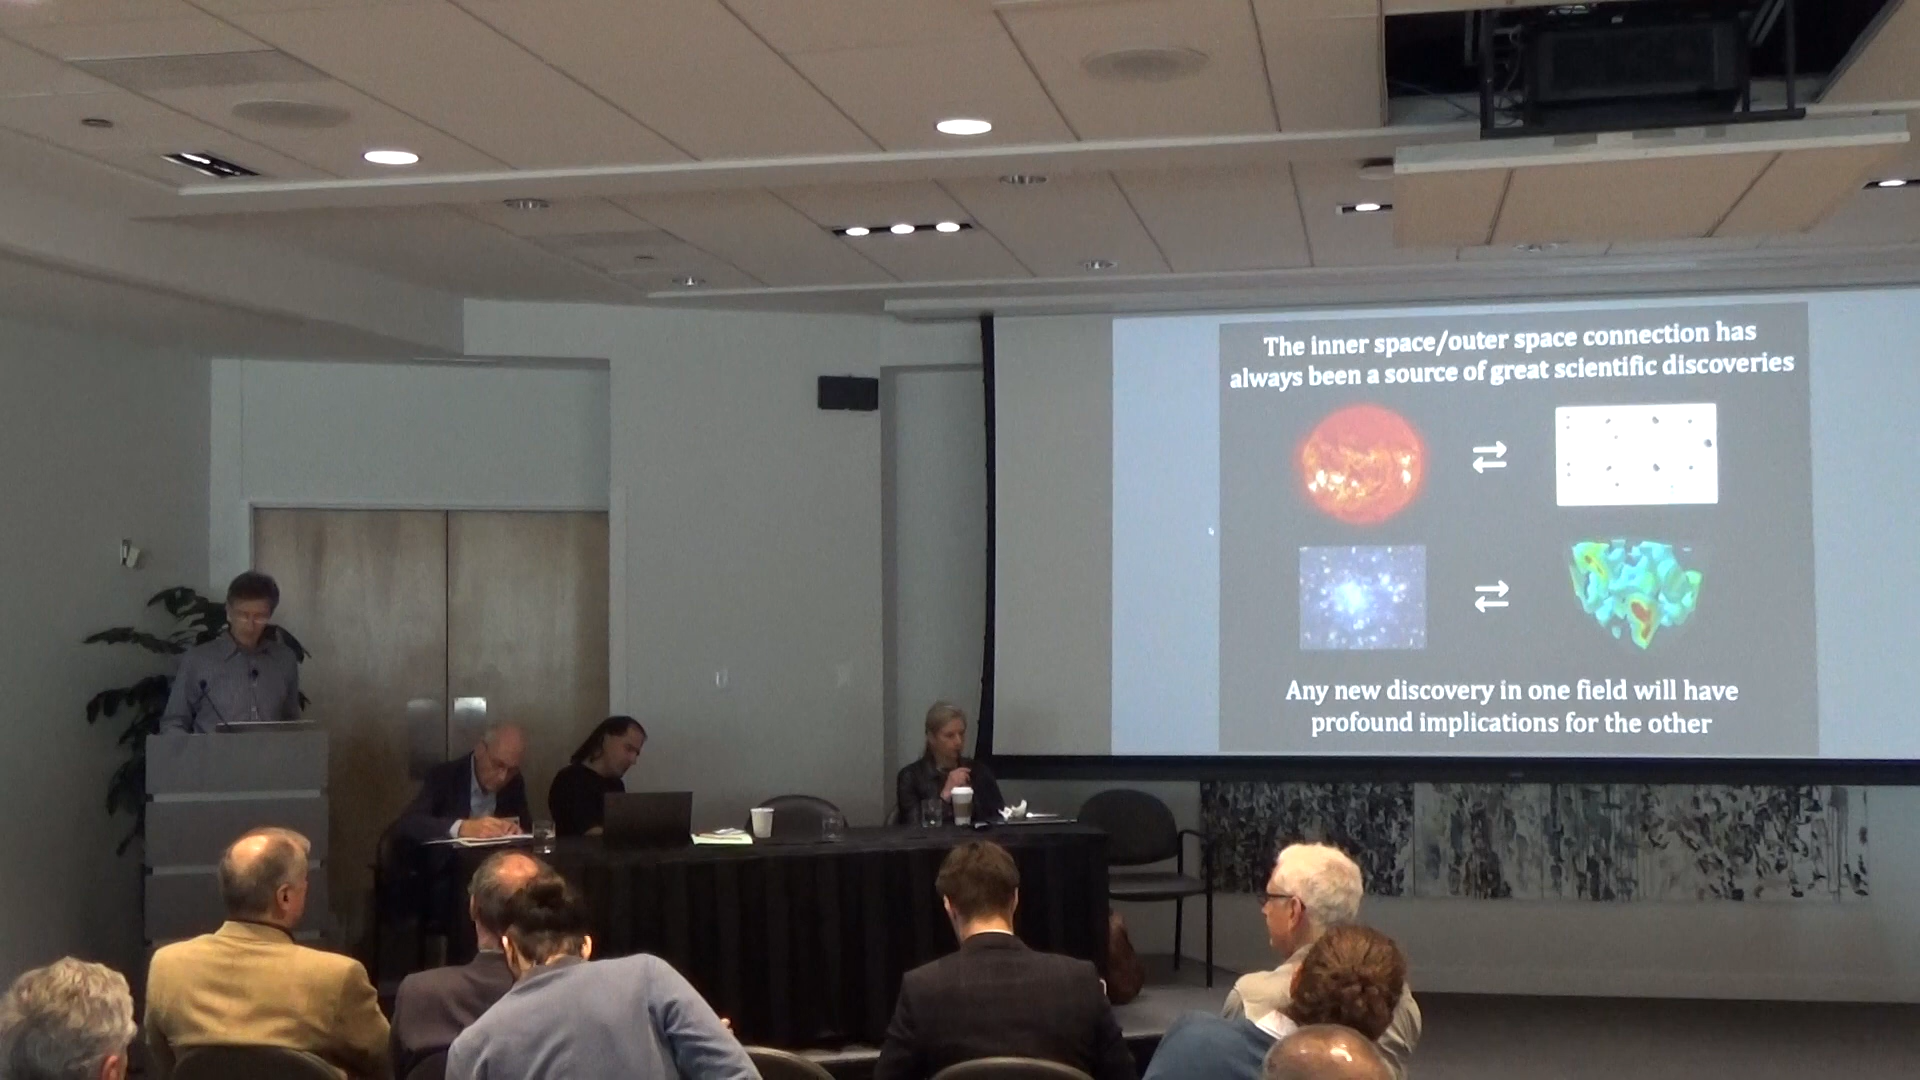 The inner space/outer space connection has
always been a source of great scientific discoveries
Any new discovery in one field will have
profound implications for the other